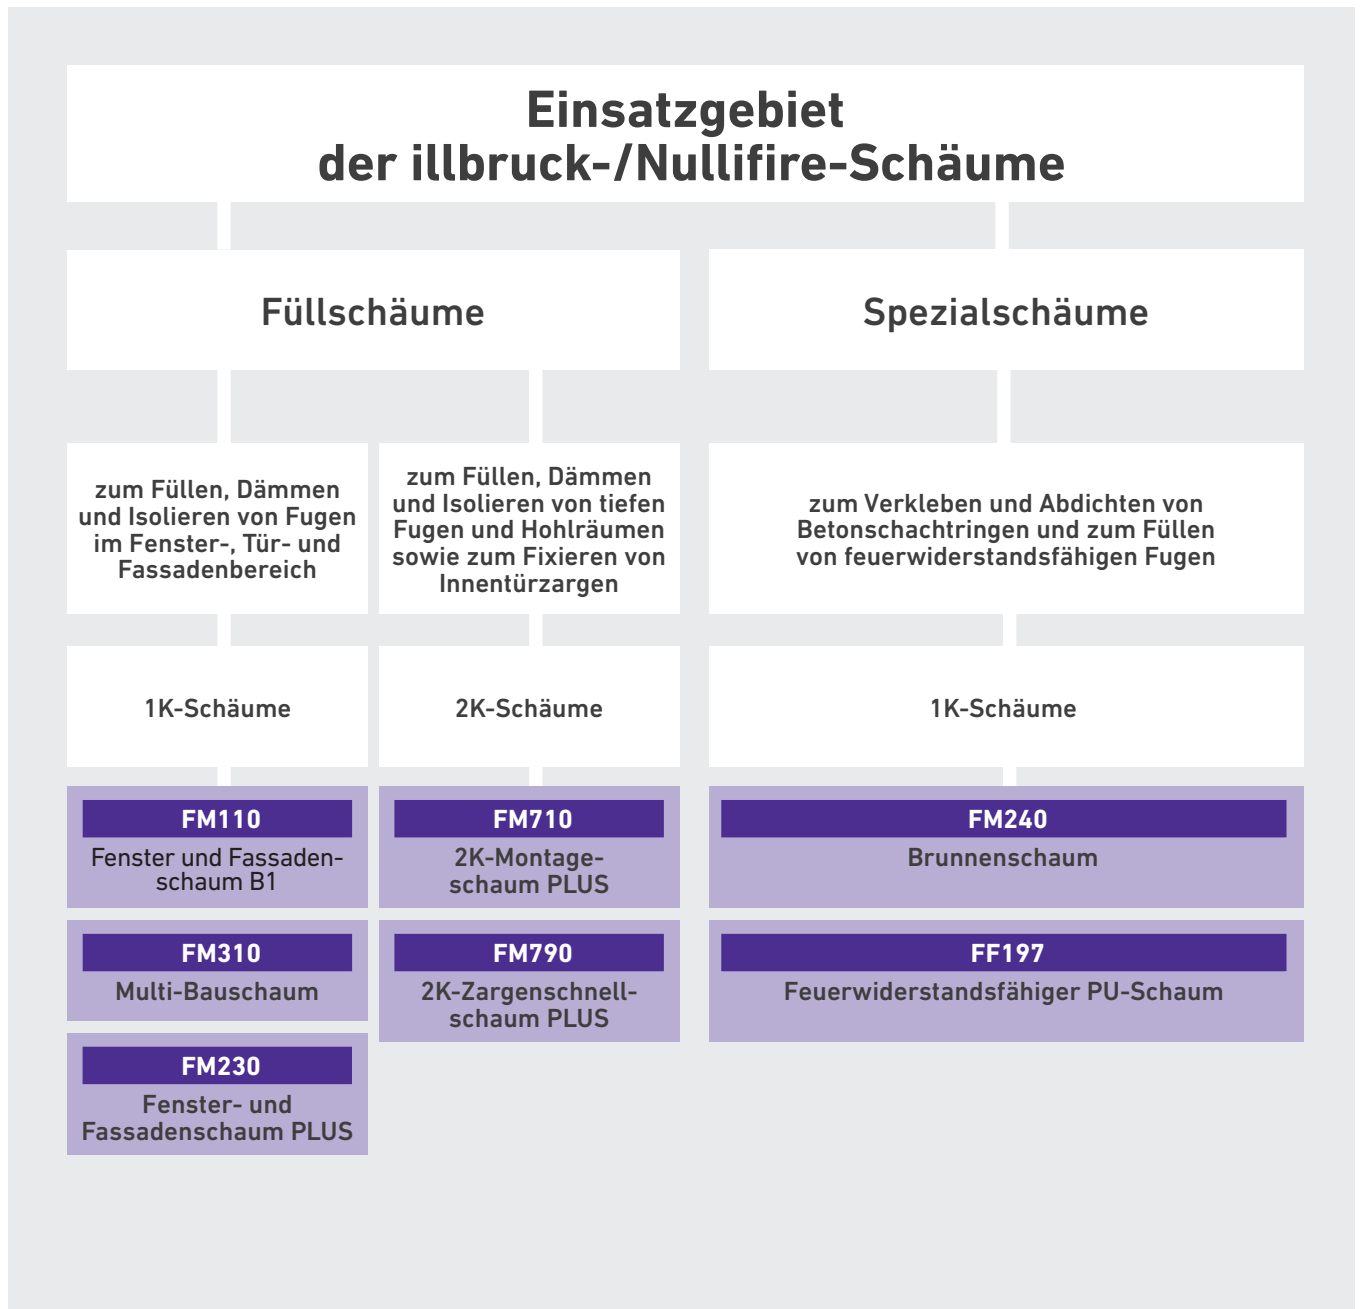 Einsatzgebiet
der illbruck-/Nullifire-Schäume
Füllschäume
Spezialschäume
zum Füllen, Dämmen
und Isolieren von Fugen
im Fenster-, Tür- und
Fassadenbereich
zum Füllen, Dämmen
und Isolieren von tiefen
Fugen und Hohlräumen
sowie zum Fixieren von
Innentürzargen
zum Verkleben und Abdichten von
Betonschachtringen und zum Füllen
von feuerwiderstandsfähigen Fugen
1K-Schäume
2K-Schäume
1K-Schäume
FM110
Fenster und Fassaden-
schaum B1
FM310
Multi-Bauschaum
FM230
Fenster- und
Fassadenschaum PLUS
FM710
2K-Montage-
schaum PLUS
FM790
2K-Zargenschnell-
schaum PLUS
FM240
Brunnenschaum
FF197
Feuerwiderstandsfähiger PU-Schaum